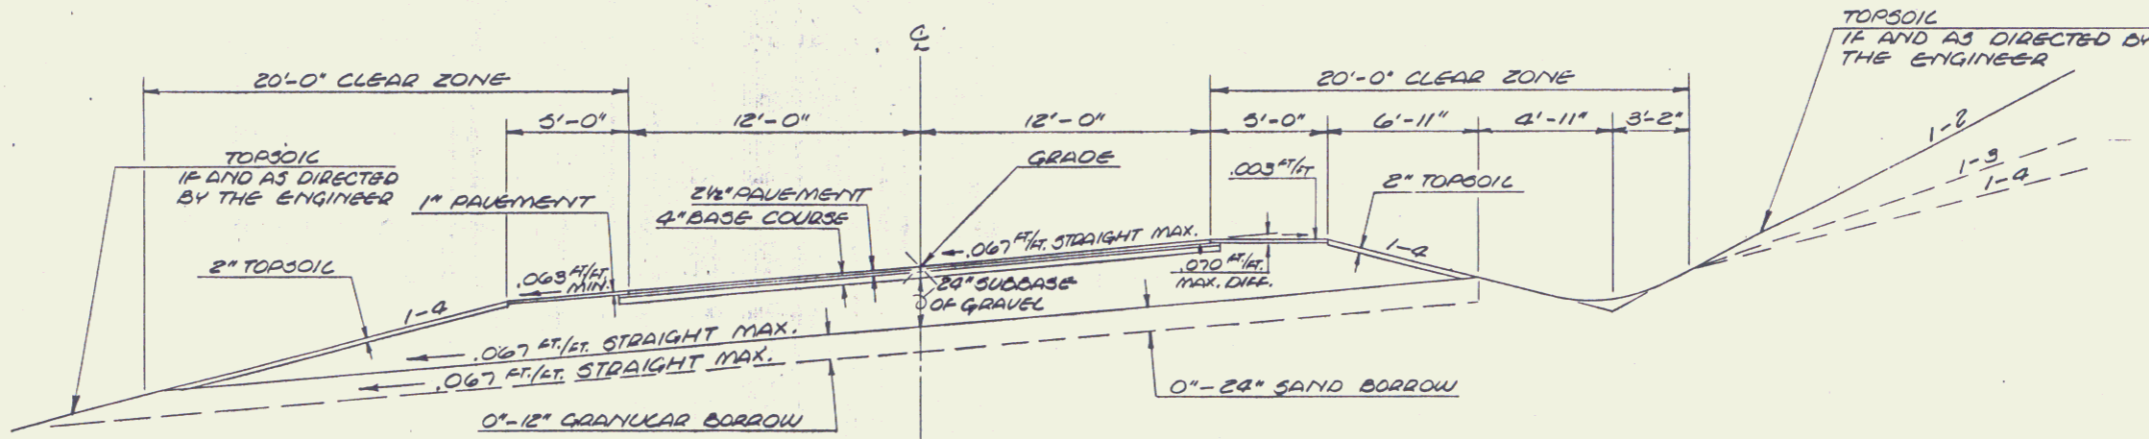 ℄
TOPSOIL
IF AND AS DIRECTED BY
THE ENGINEER
20'-0" CLEAR ZONE
20'-0" CLEAR ZONE
5'-0"
12'-0"
12'-0"
5'-0"
6'-11"
4'-11"
3'-2"
TOPSOIL
IF AND AS DIRECTED
BY THE ENGINEER
GRADE
1-2
1-3
1-4
.003 FT/FT
2" TOPSOIL
1" PAVEMENT
2½" PAVEMENT
4" BASE COURSE
.067 FT/FT. STRAIGHT MAX.
1-4
2" TOPSOIL
.063 FT/FT.
MIN.
.070 FT/FT.
MAX. DIFF.
24" SUBBASE
OF GRAVEL
1-4
.067 FT./FT. STRAIGHT MAX.
.067 FT./FT. STRAIGHT MAX.
0"-24" SAND BORROW
0"-12" GRANULAR BORROW